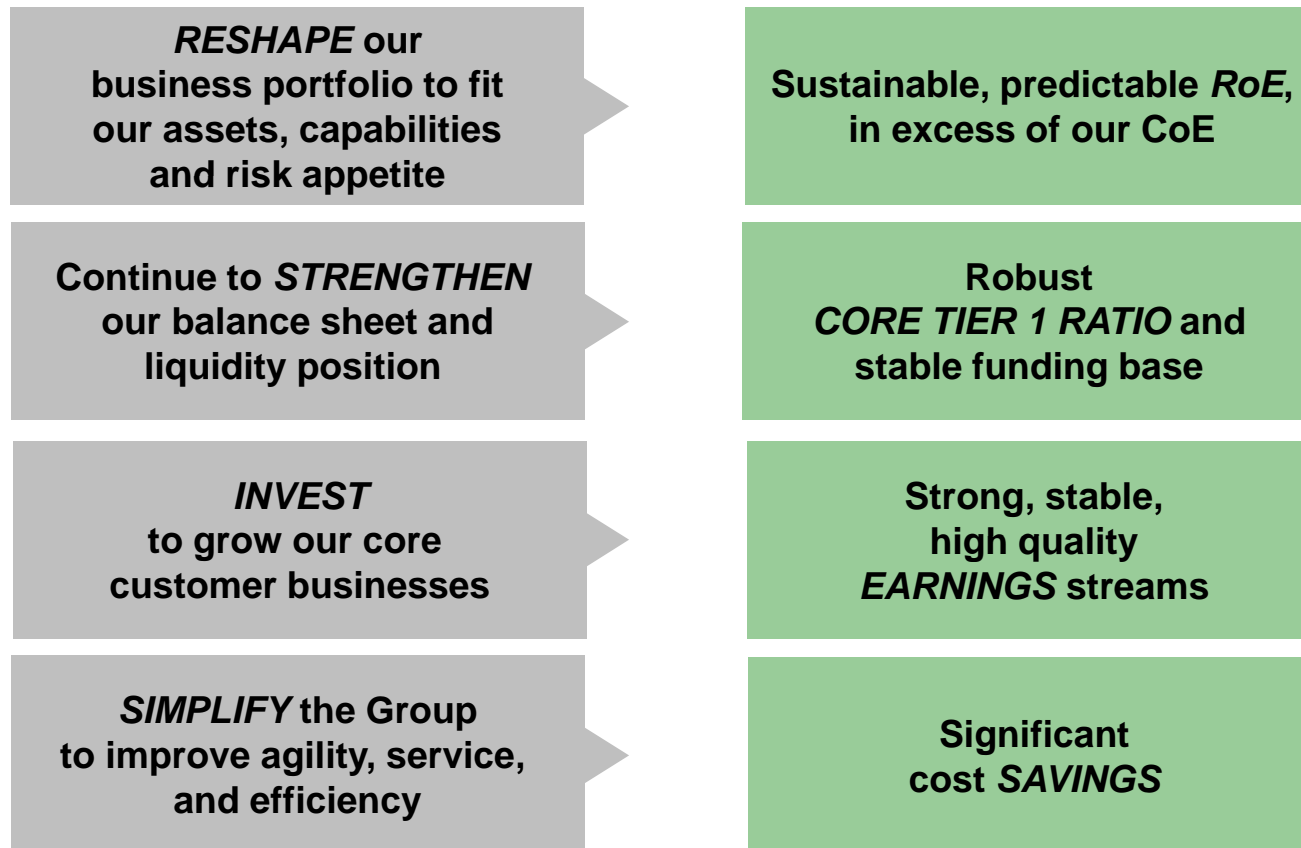 RESHAPE our
business portfolio to fit
our assets, capabilities
and risk appetite
Sustainable, predictable RoE,
in excess of our CoE
Continue to STRENGTHEN
our balance sheet and
liquidity position
Robust
CORE TIER 1 RATIO and
stable funding base
INVEST
to grow our core
customer businesses
Strong, stable,
high quality
EARNINGS streams
SIMPLIFY the Group
to improve agility, service,
and efficiency
Significant
cost SAVINGS